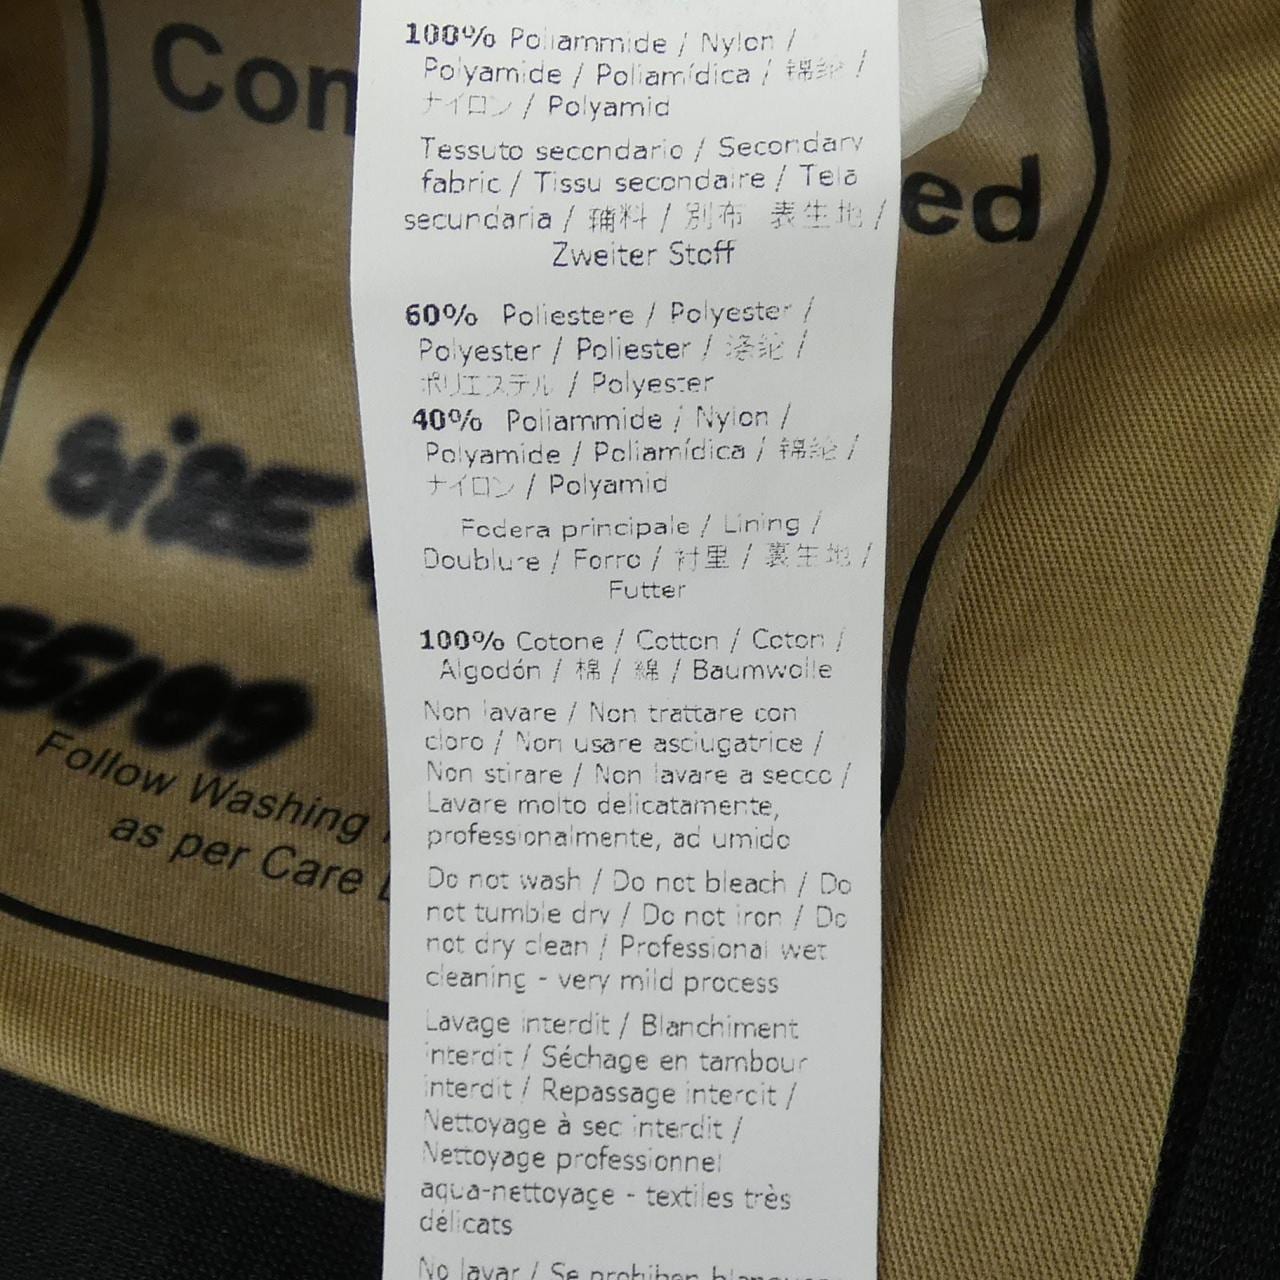 100% Poliammide / Nylon /
Polyamide / Poliamídica / 锦纶 /
ナイロン / Polyamid
Tessuto secondario / Secondary
fabric / Tissu secondaire / Tela
secundaria / 辅料 / 別布 表生地 /
Zweiter Stoff
60% Poliestere / Polyester /
Polyester / Poliester / 涤纶 /
ポリエステル / Polyester
40% Poliammide / Nylon /
Polyamide / Poliamídica / 锦纶 /
ナイロン / Polyamid
Fodera principale / Lining /
Doublure / Forro / 衬里 / 裏生地 /
Futter
100% Cotone / Cotton / Coton /
Algodón / 棉 / 綿 / Baumwolle
Non lavare / Non trattare con
cloro / Non usare asciugatrice /
Non stirare / Non lavare a secco /
Lavare molto delicatamente,
professionalmente, ad umido
Do not wash / Do not bleach / Do
not tumble dry / Do not iron / Do
not dry clean / Professional wet
cleaning - very mild process
Lavage interdit / Blanchiment
interdit / Séchage en tambour
interdit / Repassage interdit /
Nettoyage à sec interdit /
Nettoyage professionnel
aqua-nettoyage - textiles très
délicats
No lavar / Se prohiben
Con
ed
SIZE
Follow Washing
as per Care